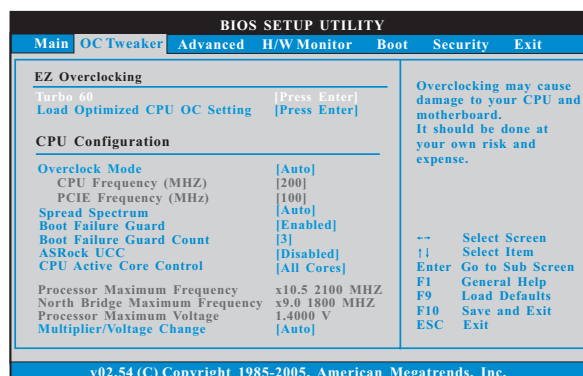 BIOS SETUP UTILITY
Main OC Tweaker Advanced H/W Monitor Boot Security Exit
EZ Overclocking
Turbo 60 [Press Enter]
Load Optimized CPU OC Setting [Press Enter]
CPU Configuration
Overclock Mode [Auto]
CPU Frequency (MHZ) [200]
PCIE Frequency (MHz) [100]
Spread Spectrum [Auto]
Boot Failure Guard [Enabled]
Boot Failure Guard Count [3]
ASRock UCC [Disabled]
CPU Active Core Control [All Cores]
Processor Maximum Frequency x10.5 2100 MHZ
North Bridge Maximum Frequency x9.0 1800 MHZ
Processor Maximum Voltage 1.4000 V
Multiplier/Voltage Change [Auto]
Overclocking may cause
damage to your CPU and
motherboard.
It should be done at
your own risk and
expense.
←→ Select Screen
↑↓ Select Item
Enter Go to Sub Screen
F1 General Help
F9 Load Defaults
F10 Save and Exit
ESC Exit
v02.54 (C) Copyright 1985-2005, American Megatrends, Inc.